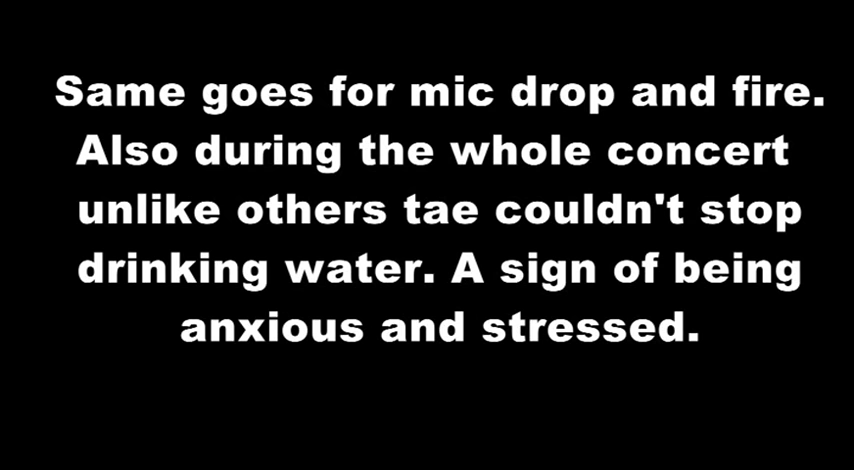 Same goes for mic drop and fire.
Also during the whole concert
unlike others tae couldn't stop
drinking water. A sign of being
anxious and stressed.